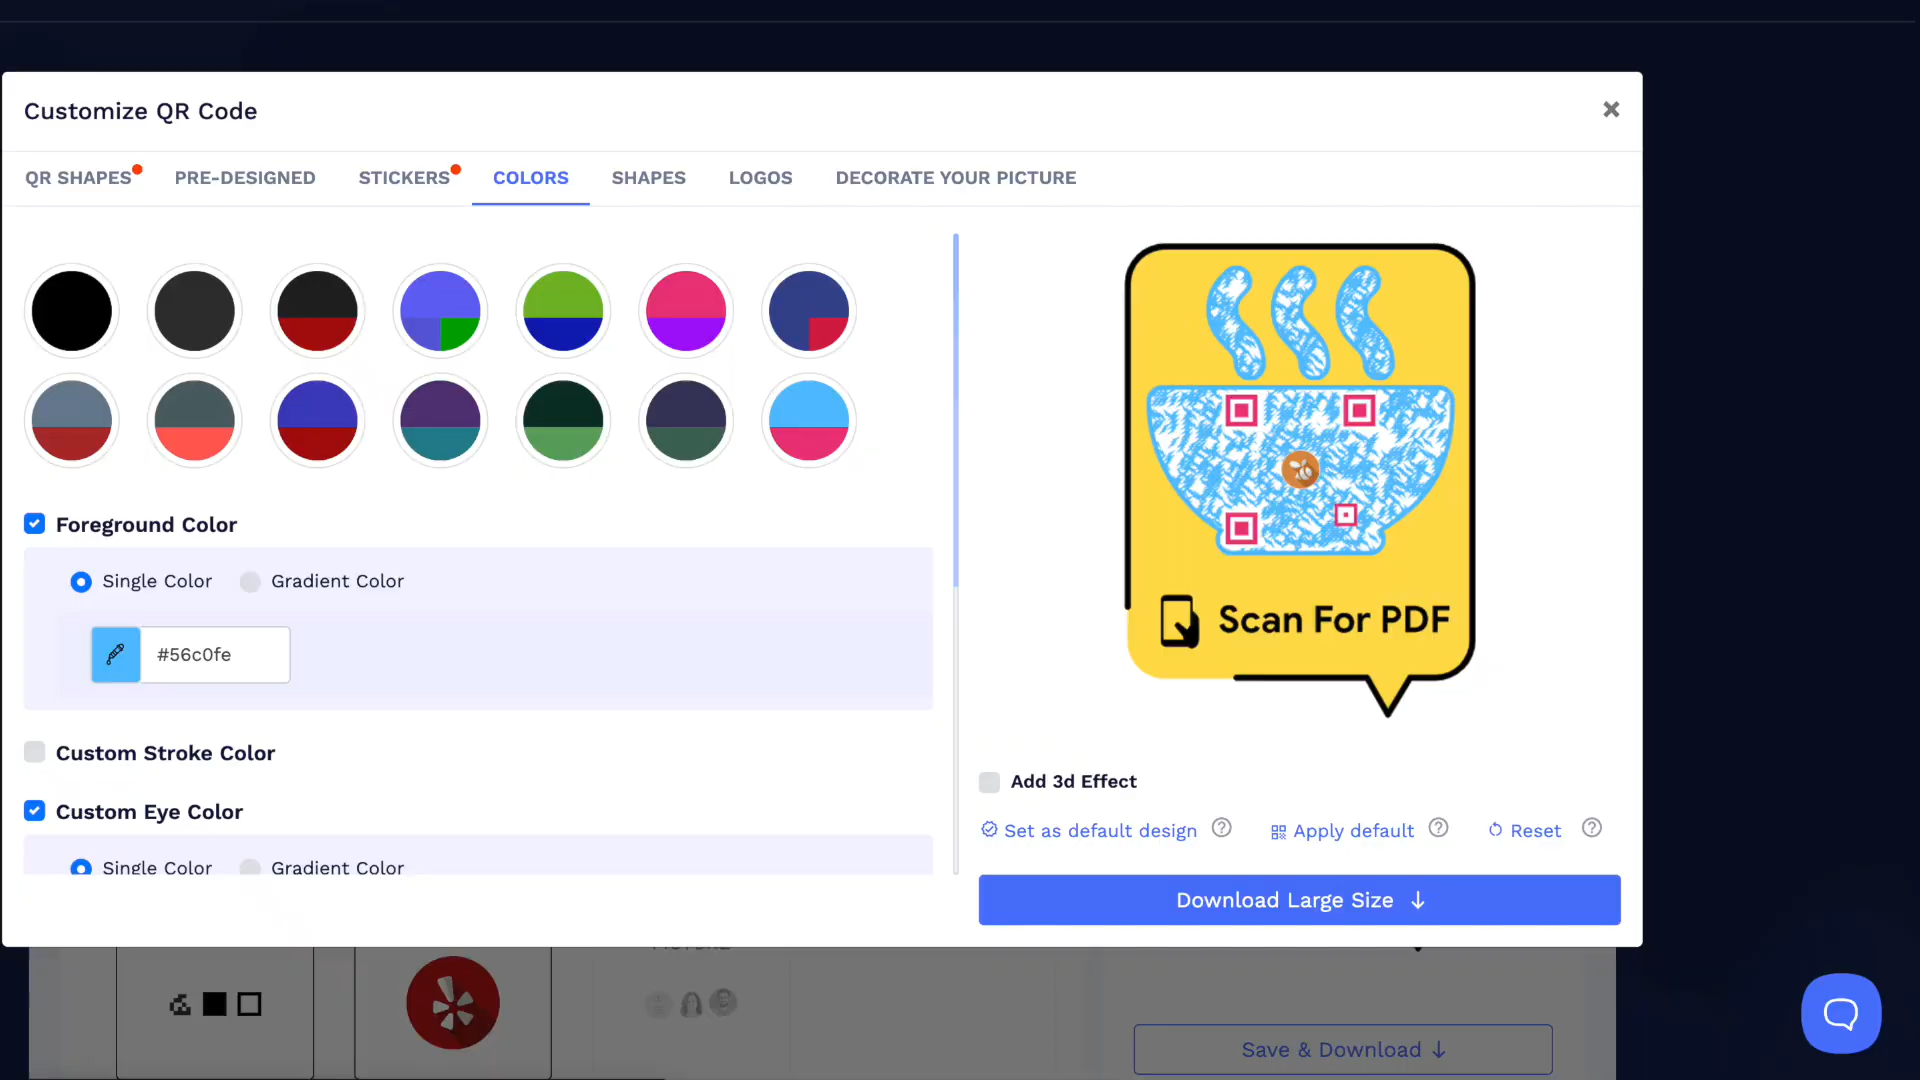 Customize QR Code
QR SHAPES PRE-DESIGNED STICKERS COLORS SHAPES LOGOS DECORATE YOUR PICTURE
Foreground Color
Single Color Gradient Color
#56c0fe
Custom Stroke Color
Custom Eye Color
Single Color Gradient Color
Scan For PDF
Add 3d Effect
Set as default design ? Apply default ? Reset ?
Download Large Size ↓
Save & Download ↓